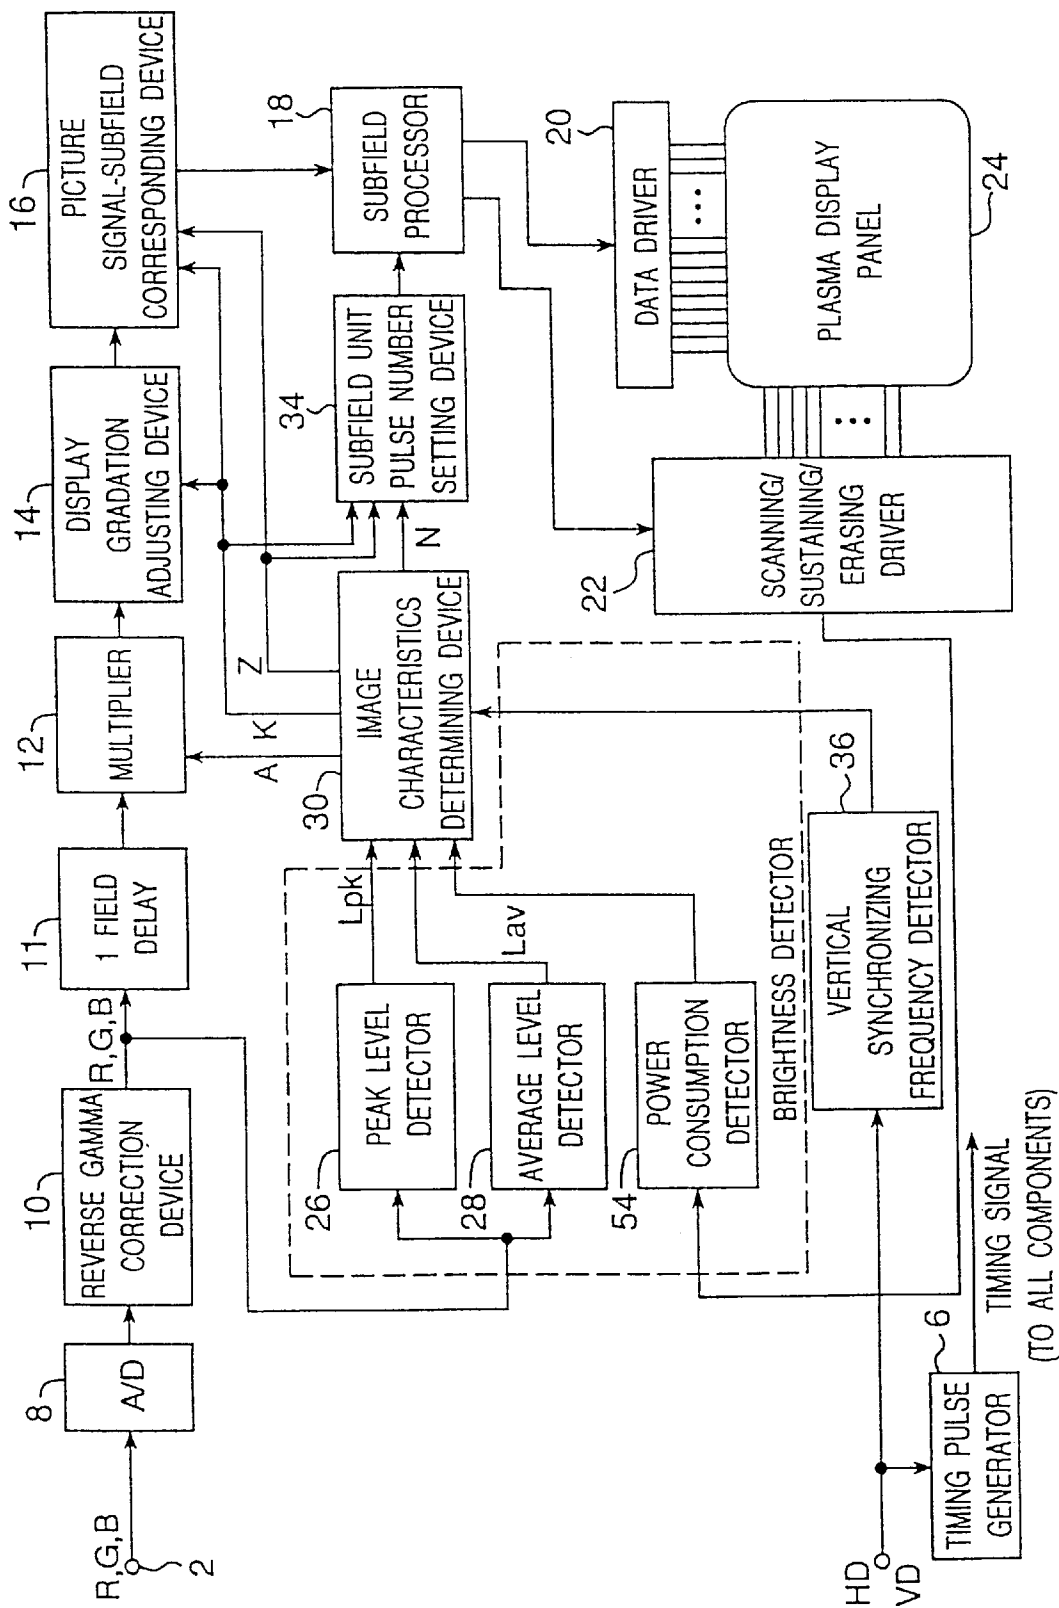 R,G,B
2
8
A/D
10
REVERSE GAMMA
CORRECTION
DEVICE
R,G,B
11
1 FIELD
DELAY
12
MULTIPLIER
14
DISPLAY
GRADATION
ADJUSTING DEVICE
16
PICTURE
SIGNAL-SUBFIELD
CORRESPONDING DEVICE
A
K
Z
26
PEAK LEVEL
DETECTOR
Lpk
28
AVERAGE LEVEL
DETECTOR
Lav
54
POWER
CONSUMPTION
DETECTOR
BRIGHTNESS DETECTOR
30
IMAGE
CHARACTERISTICS
DETERMINING DEVICE
N
34
SUBFIELD UNIT
PULSE NUMBER
SETTING DEVICE
18
SUBFIELD
PROCESSOR
20
DATA DRIVER
22
SCANNING/
SUSTAINING/
ERASING
DRIVER
PLASMA DISPLAY
PANEL
24
36
VERTICAL
SYNCHRONIZING
FREQUENCY DETECTOR
HD
VD
6
TIMING PULSE
GENERATOR
TIMING SIGNAL
(TO ALL COMPONENTS)